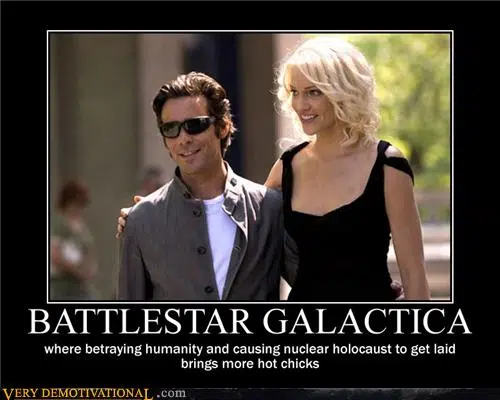 BATTLESTAR GALACTICA
where betraying humanity and causing nuclear holocaust to get laid
brings more hot chicks
VERY DEMOTIVATIONAL.com